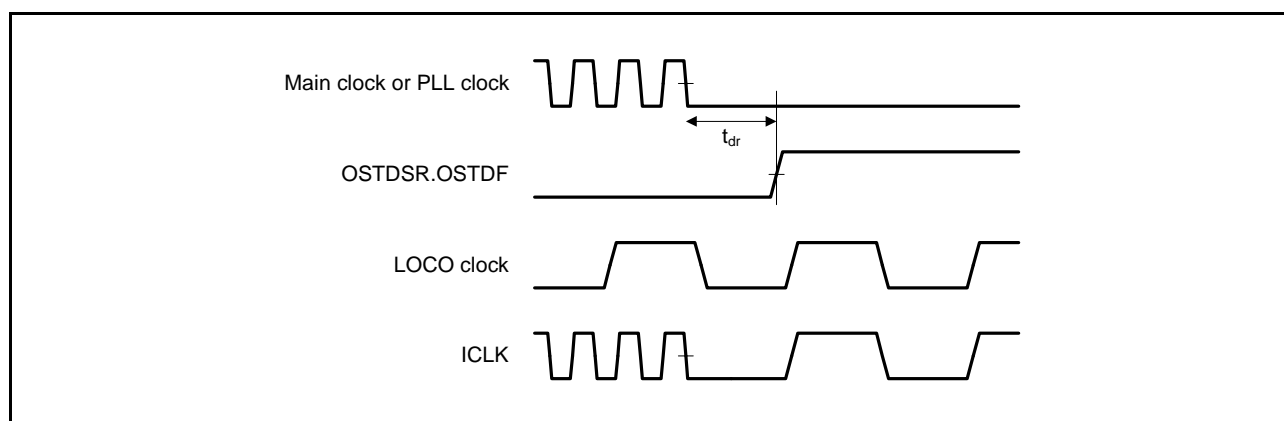 Main clock or PLL clock
tdr
OSTDSR.OSTDF
LOCO clock
ICLK